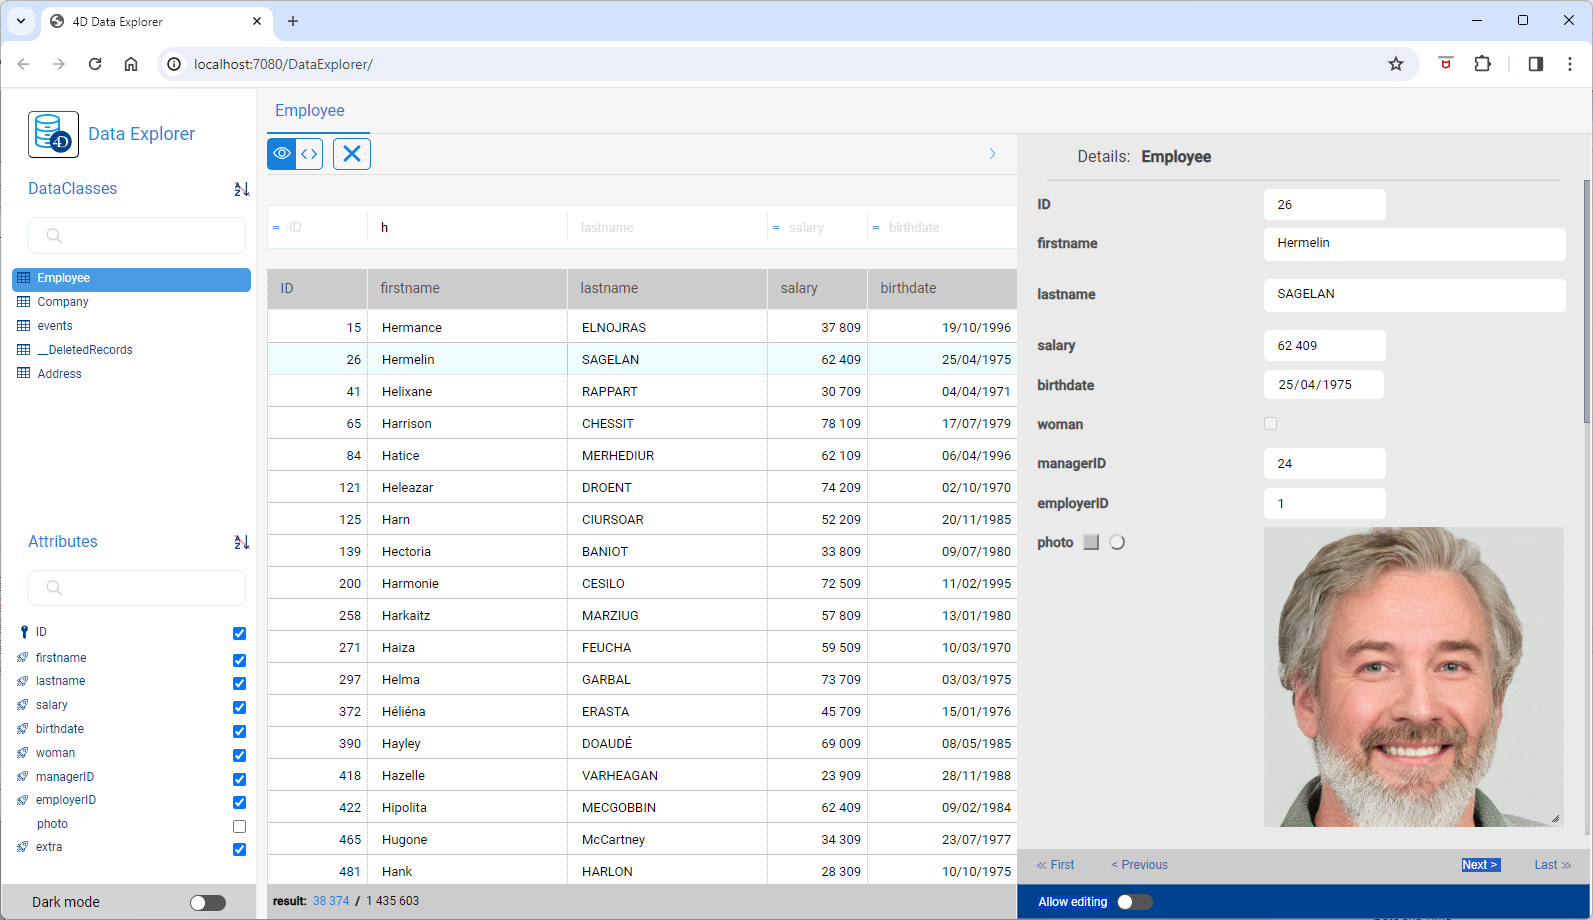 4D Data Explorer
localhost:7080/DataExplorer/
4D
Data Explorer
DataClasses
Employee
Company
events
__DeletedRecords
Address
Attributes
ID
firstname
lastname
salary
birthdate
woman
managerID
employerID
photo
extra
Dark mode
Employee
= ID h lastname = salary = birthdate
ID firstname lastname salary birthdate
15 Hermance ELNOJRAS 37 809 19/10/1996
26 Hermelin SAGELAN 62 409 25/04/1975
41 Helixane RAPPART 30 709 04/04/1971
65 Harrison CHESSIT 78 109 17/07/1979
84 Hatice MERHEDIUR 62 109 06/04/1996
121 Heleazar DROENT 74 209 02/10/1970
125 Harn CIURSOAR 52 209 20/11/1985
139 Hectoria BANIOT 33 809 09/07/1980
200 Harmonie CESILO 72 509 11/02/1995
258 Harkaitz MARZIUG 57 809 13/01/1980
271 Haiza FEUCHA 59 509 10/03/1970
297 Helma GARBAL 73 709 03/03/1975
372 Héliéna ERASTA 45 709 15/01/1976
390 Hayley DOAUDÉ 69 009 08/05/1985
418 Hazelle VARHEAGAN 23 909 28/11/1988
422 Hipolita MECGOBBIN 62 409 09/02/1984
465 Hugone McCartney 34 309 23/07/1977
481 Hank HARLON 28 309 10/10/1975
result: 38 374 / 1 435 603
Details: Employee
ID 26
firstname Hermelin
lastname SAGELAN
salary 62 409
birthdate 25/04/1975
woman
managerID 24
employerID 1
photo
<< First < Previous Next > Last >>
Allow editing